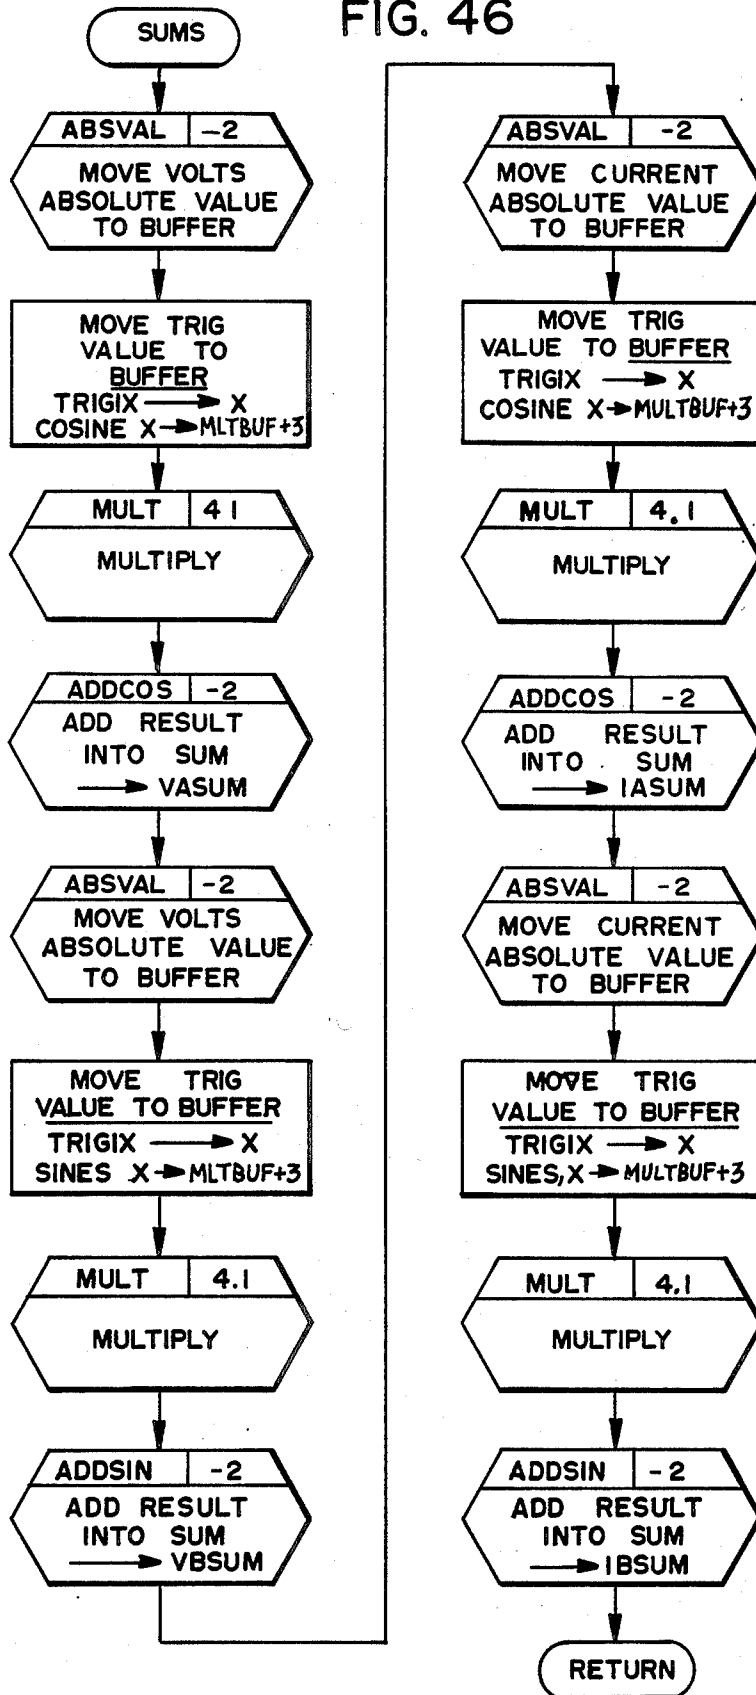 FIG. 46
SUMS
ABSVAL -2
MOVE VOLTS
ABSOLUTE VALUE
TO BUFFER
MOVE TRIG
VALUE TO
BUFFER
TRIGIX → X
COSINE X → MLTBUF+3
MULT 41
MULTIPLY
ADDCOS -2
ADD RESULT
INTO SUM
→ VASUM
ABSVAL -2
MOVE VOLTS
ABSOLUTE VALUE
TO BUFFER
MOVE TRIG
VALUE TO BUFFER
TRIGIX → X
SINES X → MLTBUF+3
MULT 4.1
MULTIPLY
ADDSIN -2
ADD RESULT
INTO SUM
→ VBSUM
ABSVAL -2
MOVE CURRENT
ABSOLUTE VALUE
TO BUFFER
MOVE TRIG
VALUE TO BUFFER
TRIGIX → X
COSINE X → MULTBUF+3
MULT 4.1
MULTIPLY
ADDCOS -2
ADD RESULT
INTO SUM
→ IASUM
ABSVAL -2
MOVE CURRENT
ABSOLUTE VALUE
TO BUFFER
MOVE TRIG
VALUE TO BUFFER
TRIGIX → X
SINES,X → MULTBUF+3
MULT 4.1
MULTIPLY
ADDSIN -2
ADD RESULT
INTO SUM
→ IBSUM
RETURN